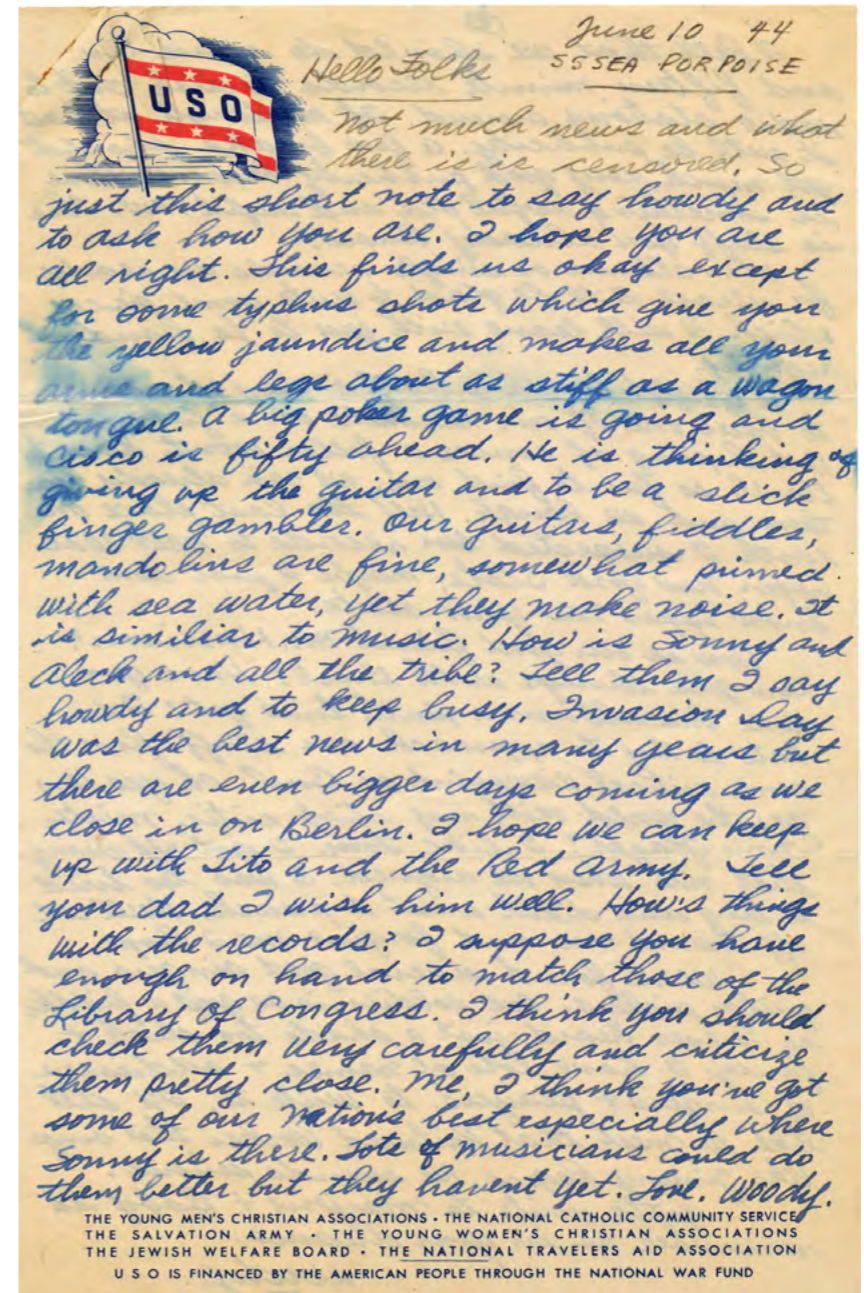 June 10 44
USO
Hello Folks
SS SEA PORPOISE
Not much news and what
there is is censored. So
just this short note to say howdy and
to ask how you are. I hope you are
all right. This finds us okay except
for some typhus shots which give you
the yellow jaundice and makes all your
arms and legs about as stiff as a wagon
tongue. A big poker game is going and
Cisco is fifty ahead. He is thinking of
giving up the guitar and to be a slick
finger gambler. Our guitars, fiddles,
mandolins are fine, somewhat primed
with sea water, yet they make noise. It
is similiar to music. How is Sonny and
Aleck and all the tribe? Tell them I say
howdy and to keep busy. Invasion Day
was the best news in many years but
there are even bigger days coming as we
close in on Berlin. I hope we can keep
up with Tito and the Red Army. Tell
your dad I wish him well. How's things
with the records? I suppose you have
enough on hand to match those of the
Library of Congress. I think you should
check them very carefully and criticize
them pretty close. Me, I think you've got
some of our Nation's best especially where
Sonny is there. Lots of musicians could do
them better but they havent yet. Love. Woody.
THE YOUNG MEN'S CHRISTIAN ASSOCIATIONS · THE NATIONAL CATHOLIC COMMUNITY SERVICE
THE SALVATION ARMY · THE YOUNG WOMEN'S CHRISTIAN ASSOCIATIONS
THE JEWISH WELFARE BOARD · THE NATIONAL TRAVELERS AID ASSOCIATION
USO IS FINANCED BY THE AMERICAN PEOPLE THROUGH THE NATIONAL WAR FUND